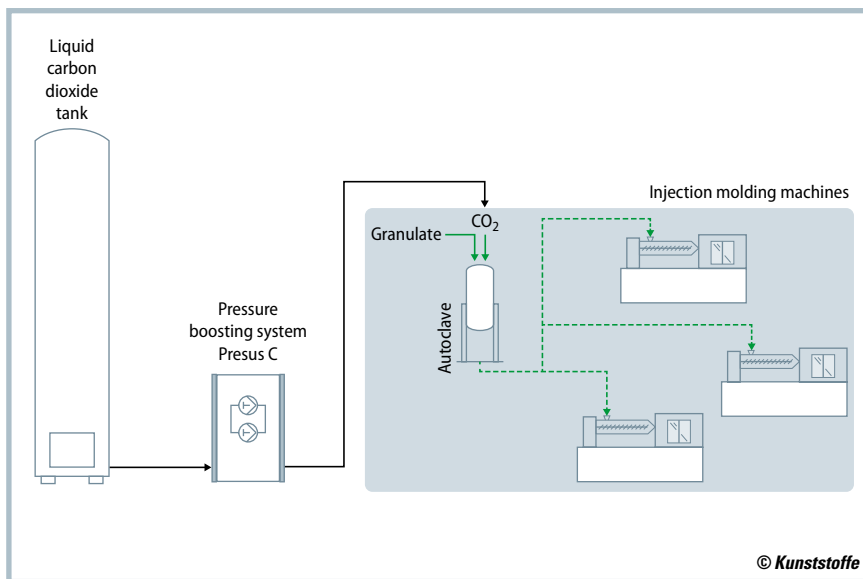 Liquid
carbon
dioxide
tank
Pressure
boosting system
Presus C
Injection molding machines
CO₂
Granulate
Autoclave
© Kunststoffe